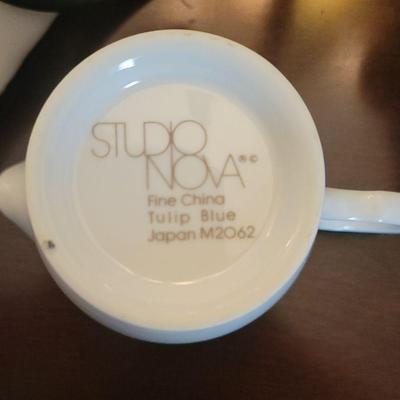 STUDIO
NOVA®©
Fine China
Tulip Blue
Japan M2062